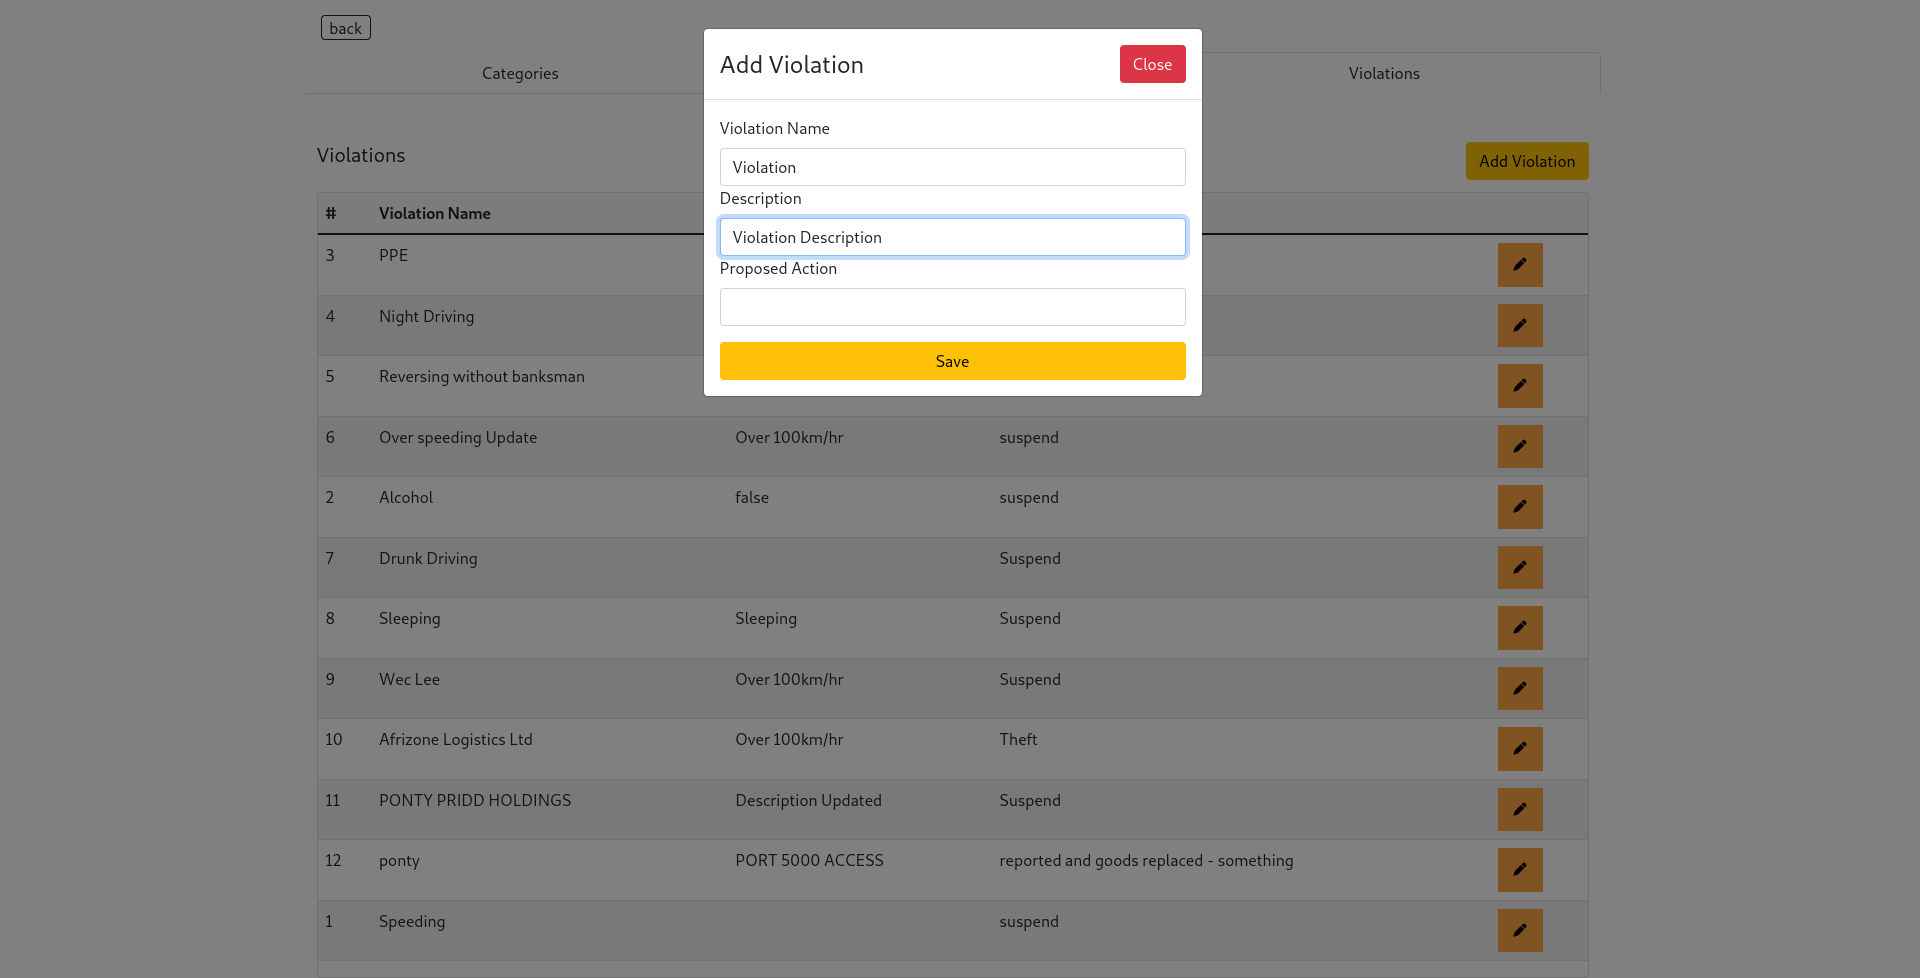 back
Categories
Violations
Violations
Add Violation
# Violation Name
3 PPE
4 Night Driving
5 Reversing without banksman
6 Over speeding Update Over 100km/hr suspend
2 Alcohol false suspend
7 Drunk Driving Suspend
8 Sleeping Sleeping Suspend
9 Wec Lee Over 100km/hr Suspend
10 Afrizone Logistics Ltd Over 100km/hr Theft
11 PONTY PRIDD HOLDINGS Description Updated Suspend
12 ponty PORT 5000 ACCESS reported and goods replaced - something
1 Speeding suspend
Add Violation
Close
Violation Name
Violation
Description
Violation Description
Proposed Action
Save